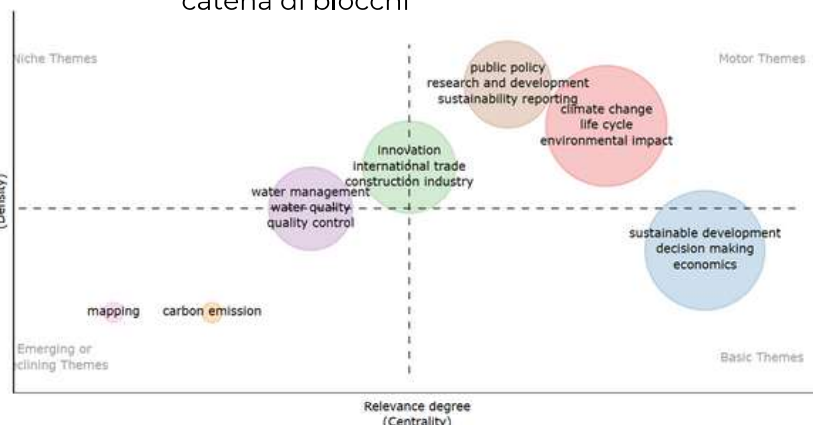 catena di blocchi
Niche Themes
Motor Themes
public policy
research and development
sustainability reporting
climate change
life cycle
environmental impact
innovation
international trade
construction industry
water management
water quality
quality control
sustainable development
decision making
economics
mapping
carbon emission
Emerging or
eclining Themes
Basic Themes
(Density)
Relevance degree
(Centrality)